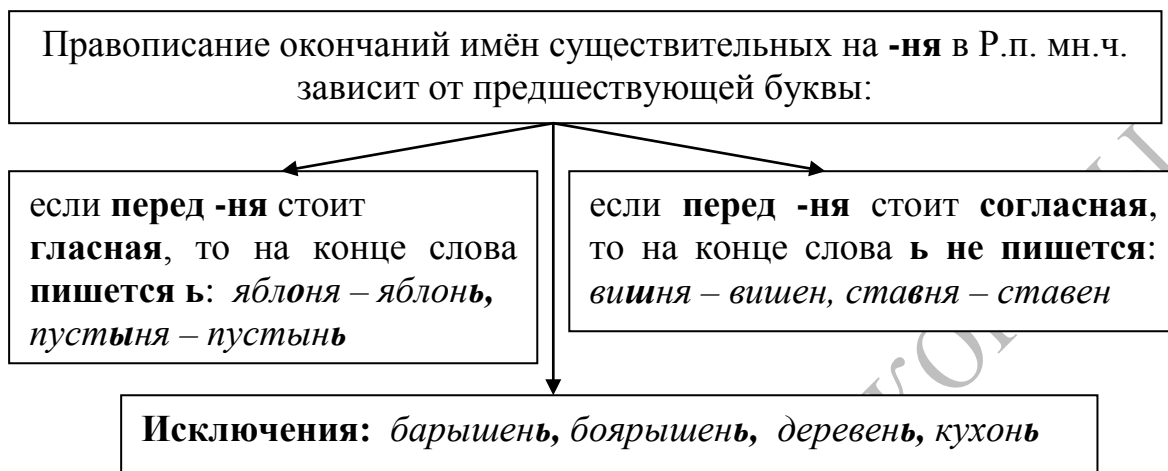 Правописание окончаний имён существительных на -ня в Р.п. мн.ч.
зависит от предшествующей буквы:
если перед -ня стоит
гласная, то на конце слова
пишется ь: яблоня – яблонь,
пустыня – пустынь
если перед -ня стоит согласная,
то на конце слова ь не пишется:
вишня – вишен, ставня – ставен
Исключения: барышень, боярышень, деревень, кухонь